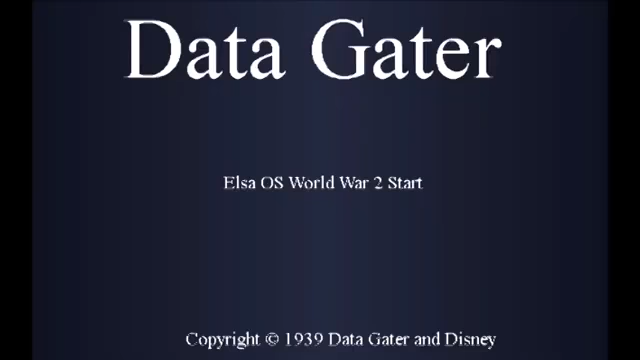 Data Gater
Elsa OS World War 2 Start
Copyright © 1939 Data Gater and Disney